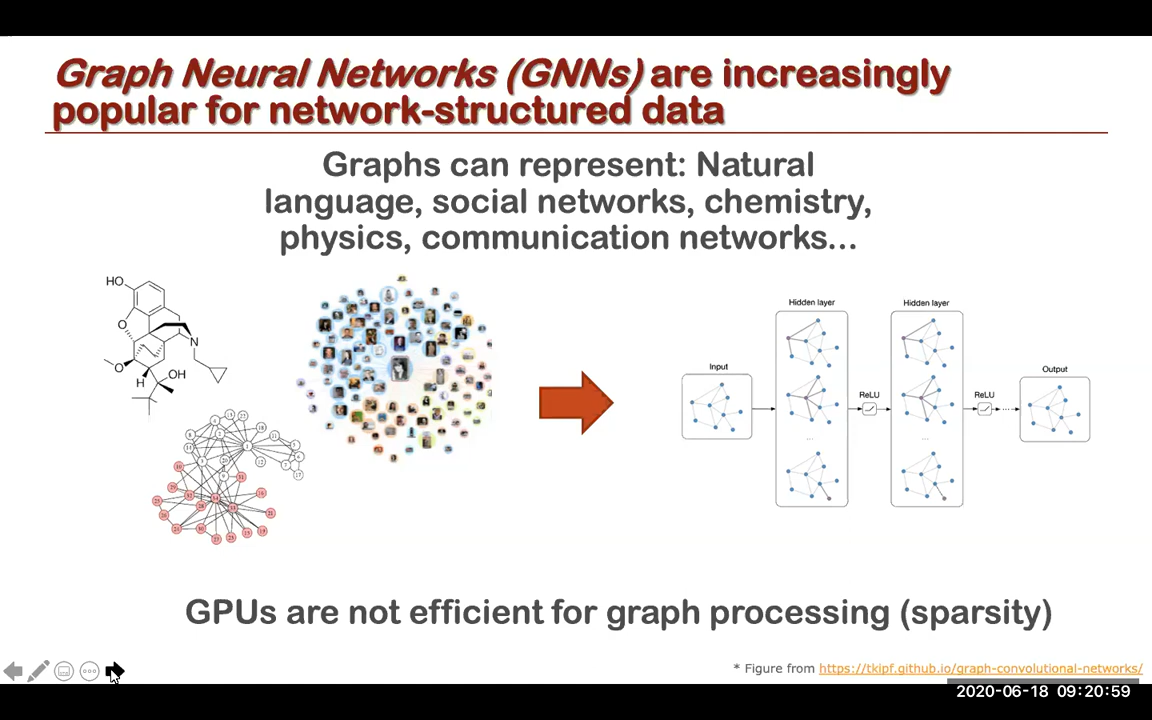 Graph Neural Networks (GNNs) are increasingly
popular for network-structured data
Graphs can represent: Natural
language, social networks, chemistry,
physics, communication networks...
HO
O
N
O
OH
H
Hidden layer
Hidden layer
Input
Output
ReLU
ReLU
...
...
GPUs are not efficient for graph processing (sparsity)
* Figure from https://tkipf.github.io/graph-convolutional-networks/
2020-06-18 09:20:59